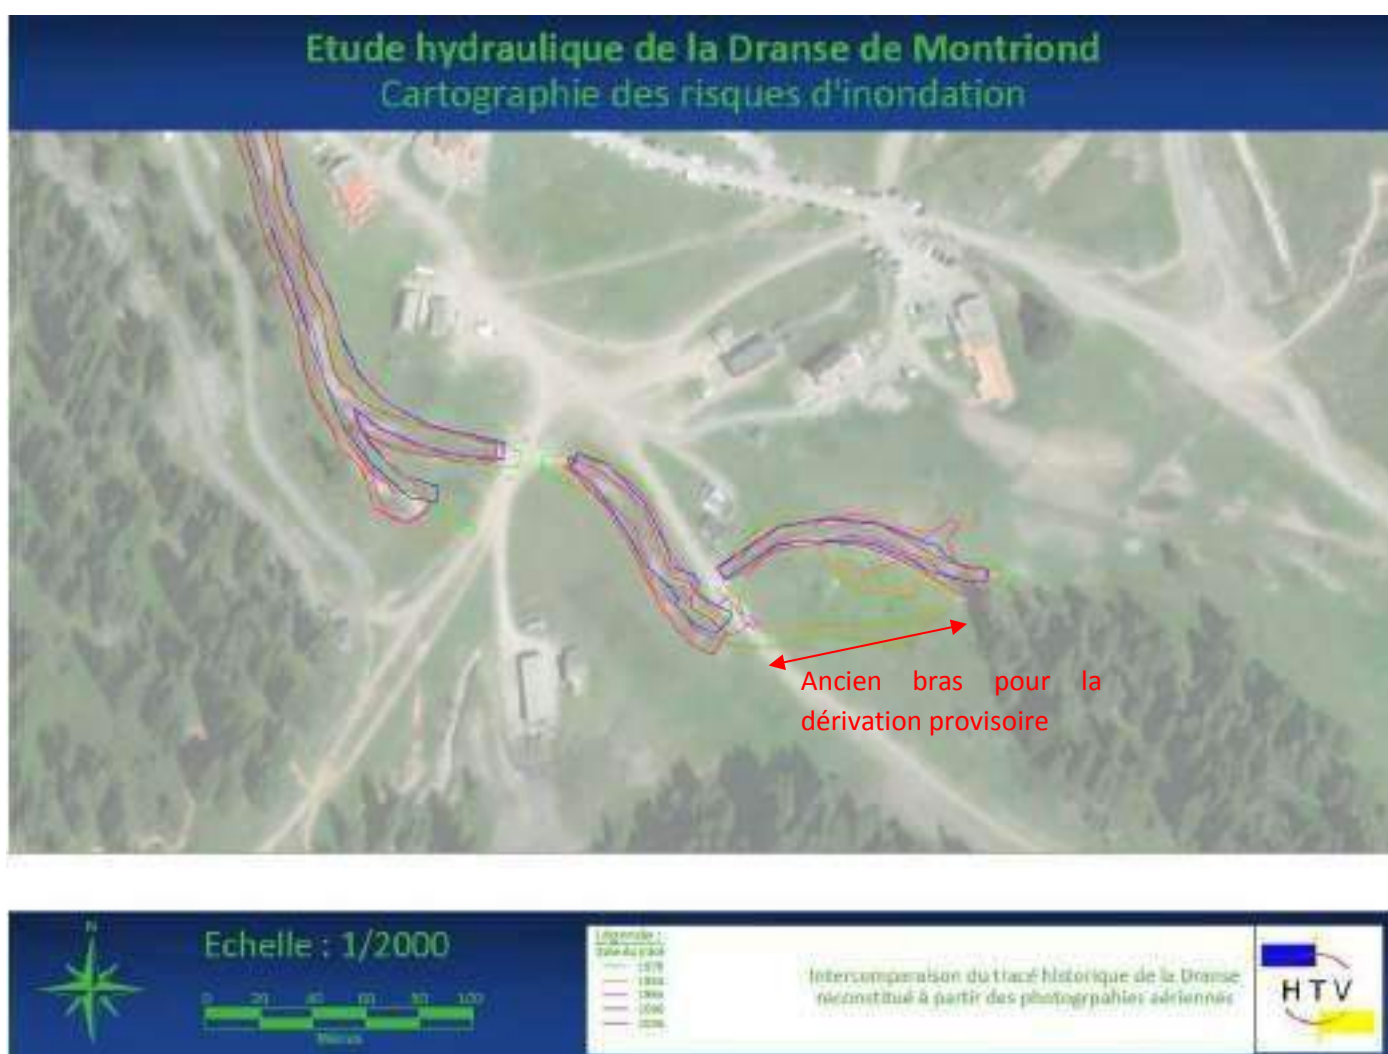 Etude hydraulique de la Dranse de Montriond
Cartographie des risques d'inondation
Ancien bras pour la
dérivation provisoire
N
Echelle : 1/2000
0 20 40 60 80 100
Mètres
Légende :
Intercomparaison du tracé historique de la Dranse
reconstitué à partir des photogrpahies aériennes
H T V